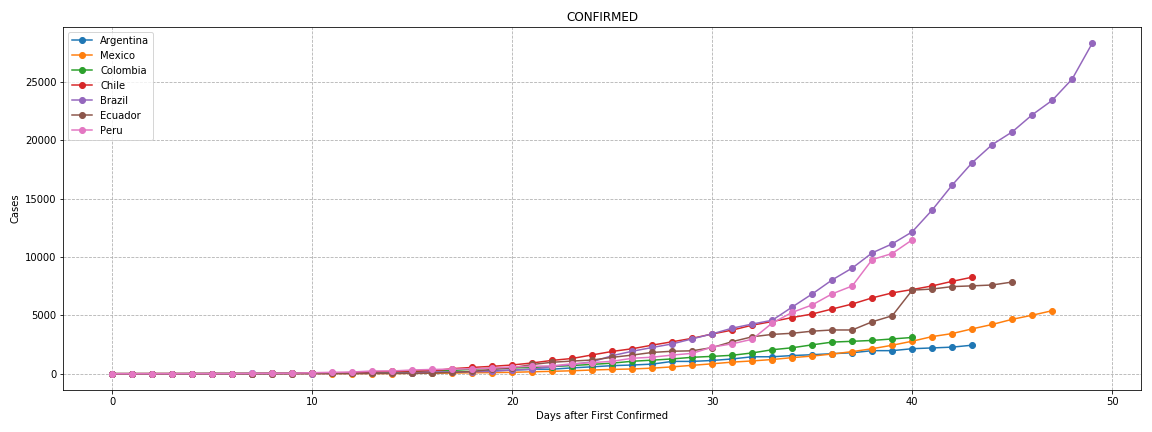 CONFIRMED
Argentina
Mexico
Colombia
Chile
Brazil
Ecuador
Peru
Cases
25000
20000
15000
10000
5000
0
0 10 20 30 40 50
Days after First Confirmed